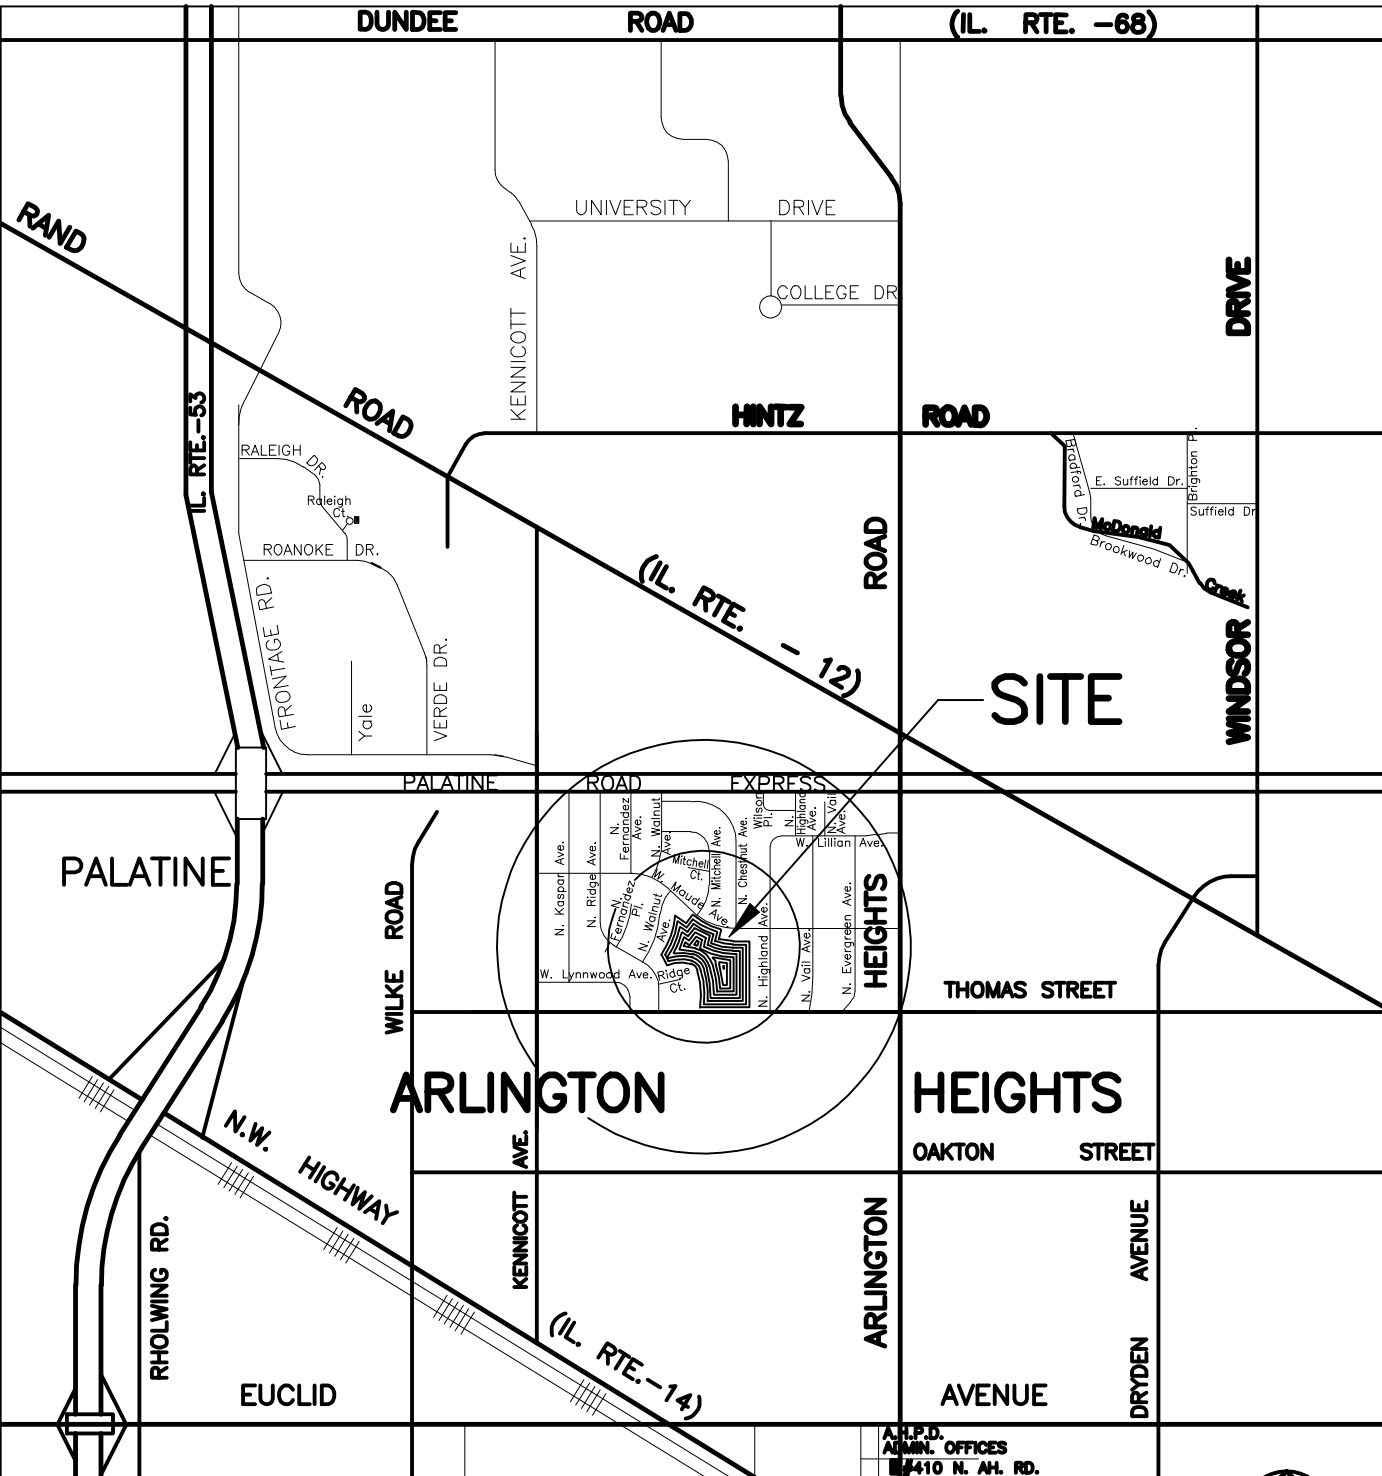 DUNDEE ROAD (IL. RTE. -68)
RAND
UNIVERSITY DRIVE
KENNICOTT AVE.
COLLEGE DR.
DRIVE
ROAD
IL. RTE.-53
HINTZ ROAD
RALEIGH DR.
Raleigh
Ct.
ROANOKE DR.
FRONTAGE RD.
Yale
VERDE DR.
Bradford Dr.
E. Suffield Dr.
Brighton Pl.
Suffield Dr
McDonald
Brookwood Dr.
Creek
ROAD
(IL. RTE. - 12)
SITE
WINDSOR
PALATINE ROAD EXPRESS
PALATINE
N. Kaspar Ave.
N. Ridge Ave.
N.
Fernandez
Ave.
N. Walnut
Ave.
Mitchell
Ct.
N. Mitchell Ave.
N. Chestnut Ave.
Wilson
Pl.
N.
Highland
Ave.
N. Vail
Ave.
W. Lillian Ave.
W. Maude Ave.
N.
Fernandez
Pl.
N. Walnut
Ave.
N. Highland Ave.
N. Vail Ave.
N. Evergreen Ave.
W. Lynnwood Ave.
Ridge
Ct.
WILKE ROAD
HEIGHTS
THOMAS STREET
ARLINGTON HEIGHTS
N.W. HIGHWAY
KENNICOTT AVE.
OAKTON STREET
RHOLWING RD.
ARLINGTON
DRYDEN AVENUE
(IL. RTE.-14)
EUCLID AVENUE
A.H.P.D.
ADMIN. OFFICES
#410 N. AH. RD.